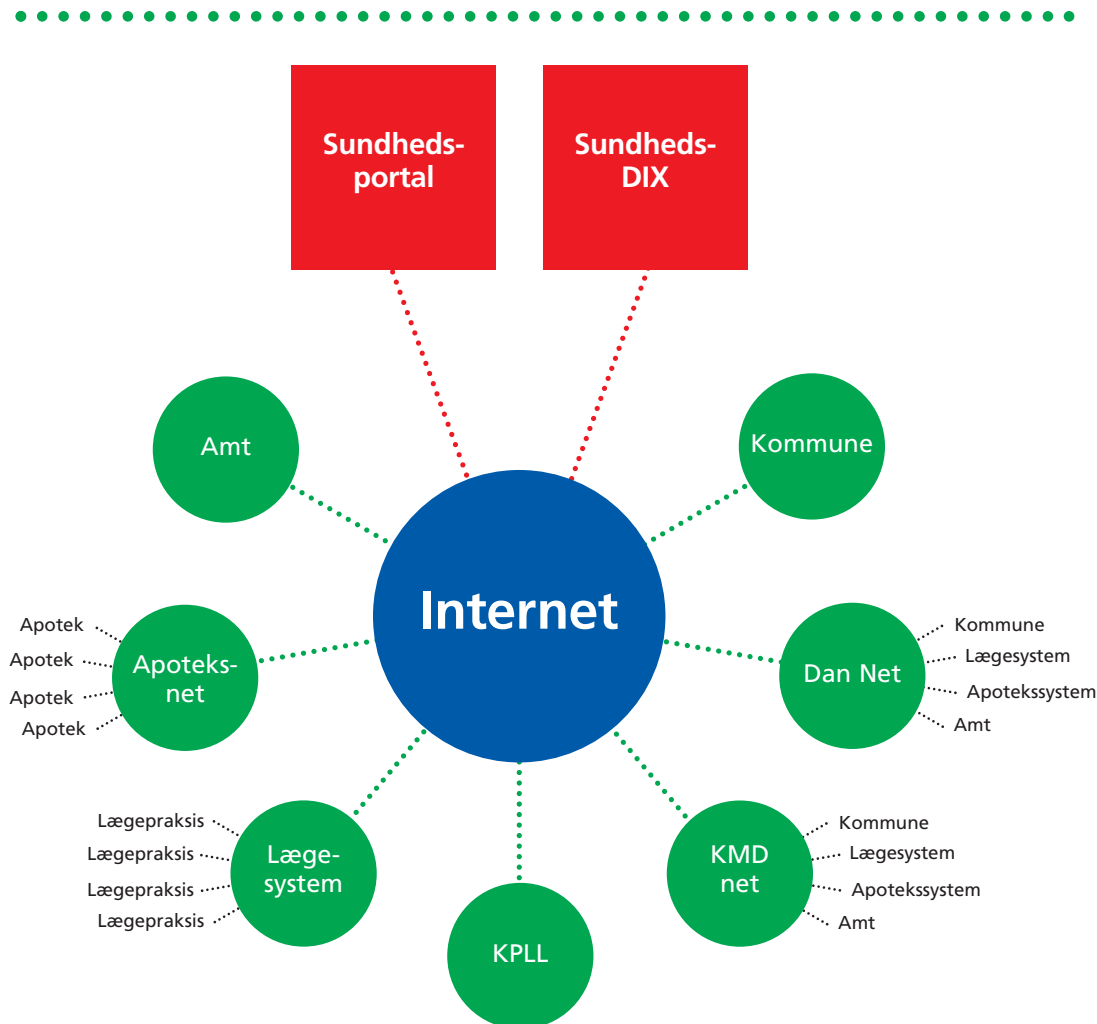 Sundheds-
portal
Sundheds-
DIX
Amt
Kommune
Internet
Apotek
Apotek
Apotek
Apotek
Apoteks-
net
Dan Net
Kommune
Lægesystem
Apotekssystem
Amt
Lægepraksis
Lægepraksis
Lægepraksis
Lægepraksis
Læge-
system
KPLL
KMD
net
Kommune
Lægesystem
Apotekssystem
Amt